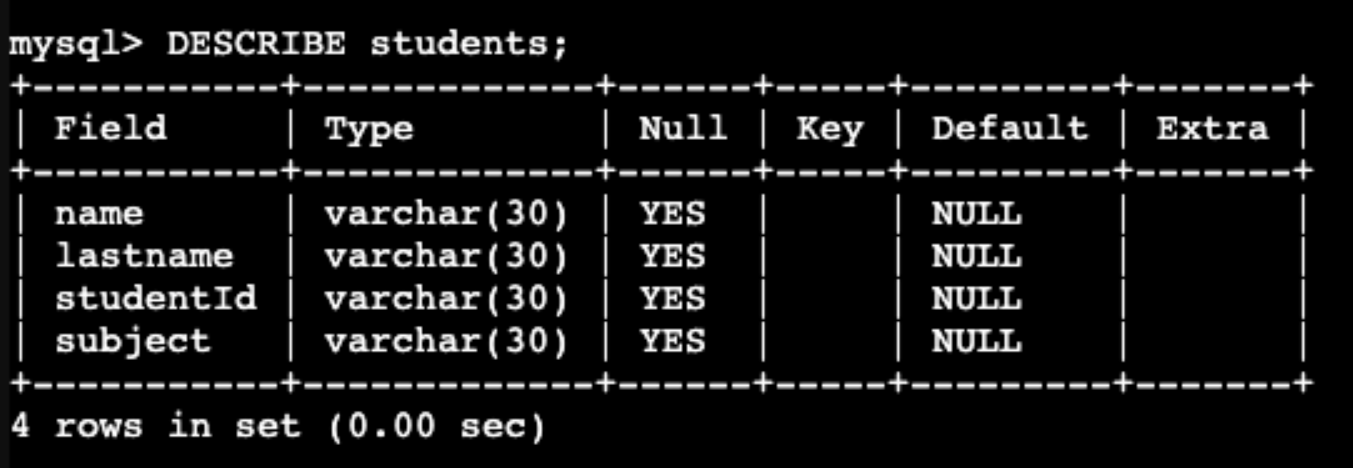 mysql> DESCRIBE students;
+-----------+-------------+------+-----+---------+-------+
| Field     | Type        | Null | Key | Default | Extra |
+-----------+-------------+------+-----+---------+-------+
| name      | varchar(30) | YES  |     | NULL    |       |
| lastname  | varchar(30) | YES  |     | NULL    |       |
| studentId | varchar(30) | YES  |     | NULL    |       |
| subject   | varchar(30) | YES  |     | NULL    |       |
+-----------+-------------+------+-----+---------+-------+
4 rows in set (0.00 sec)